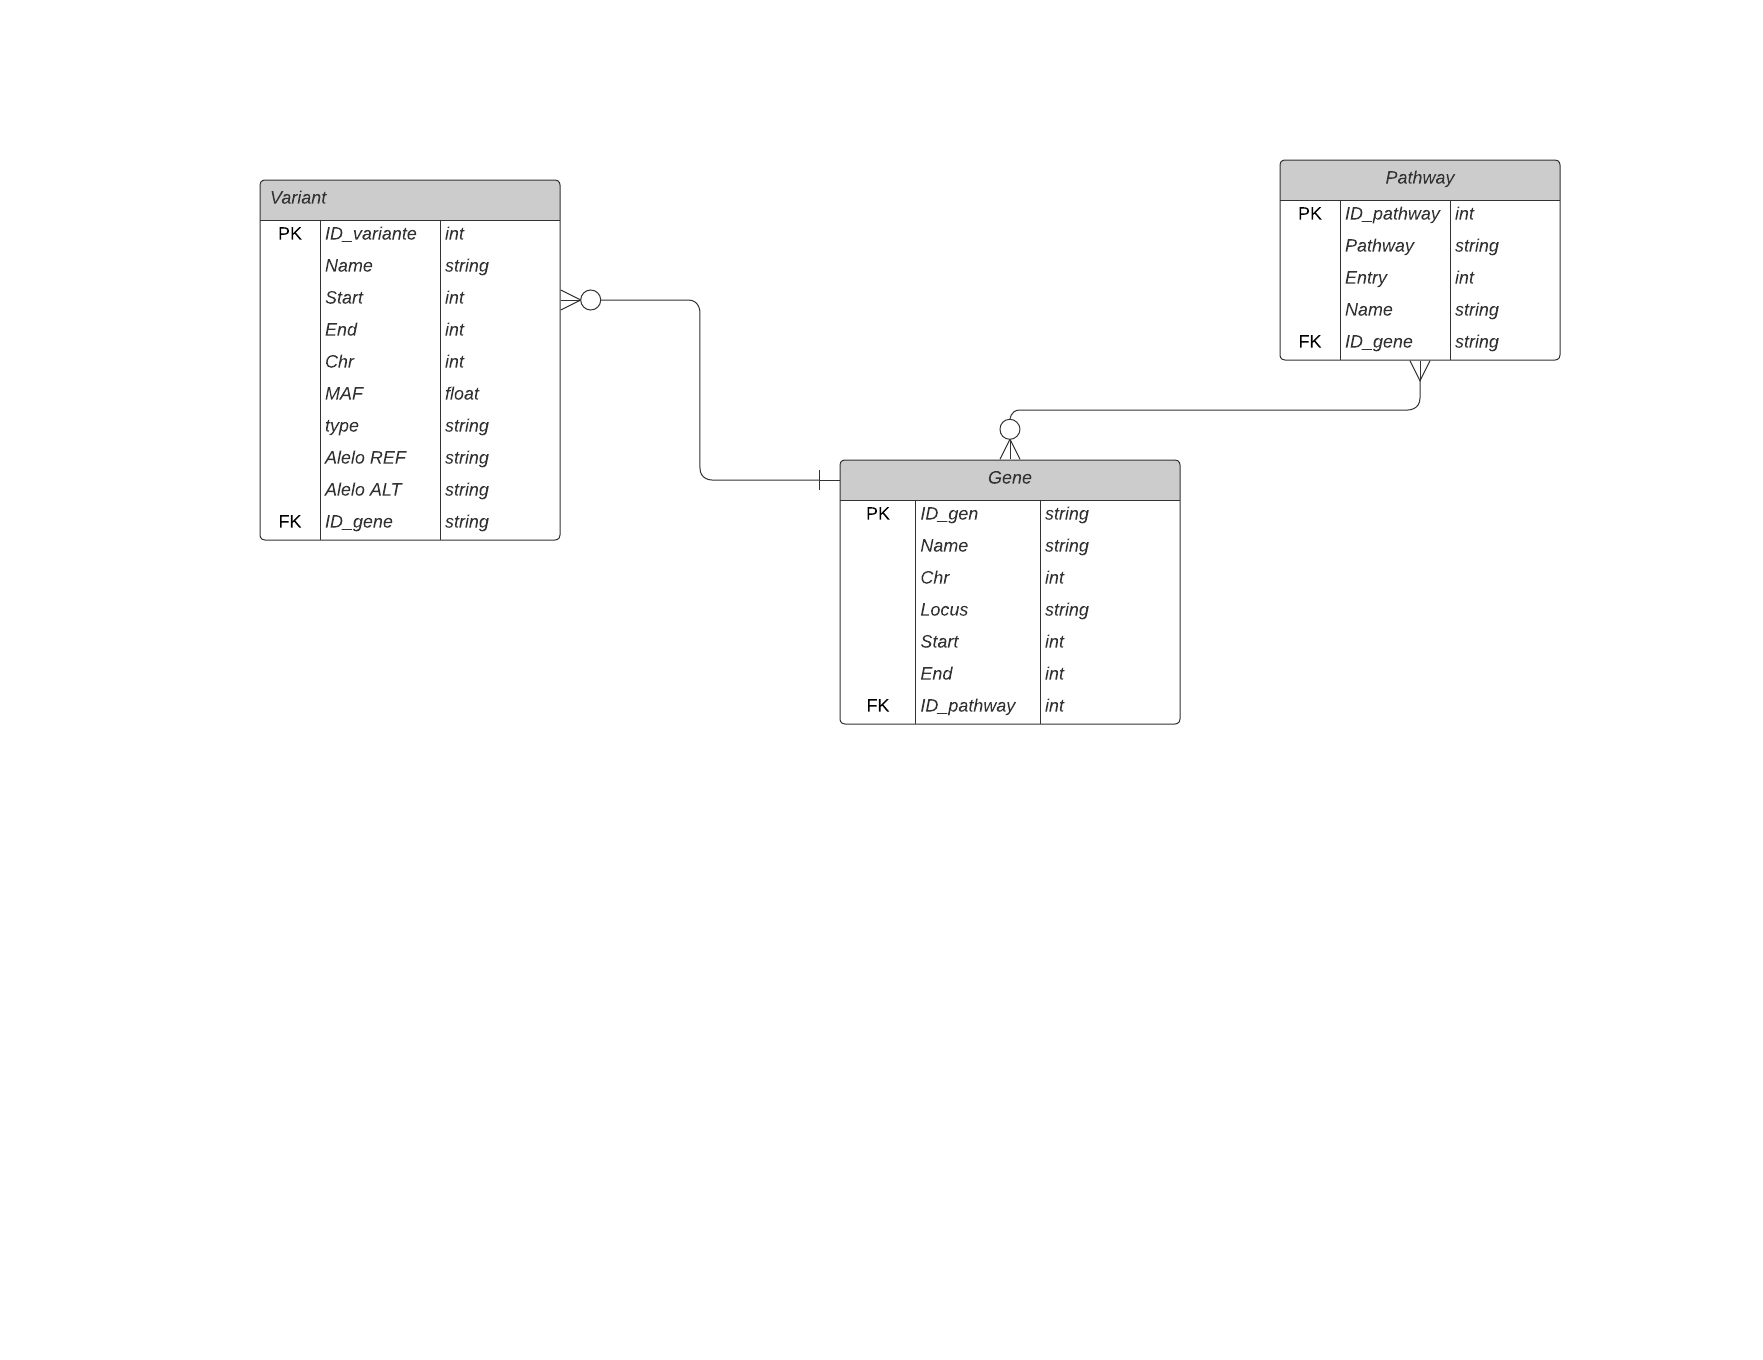 Variant
PK ID_variante int
Name string
Start int
End int
Chr int
MAF float
type string
Alelo REF string
Alelo ALT string
FK ID_gene string
Pathway
PK ID_pathway int
Pathway string
Entry int
Name string
FK ID_gene string
Gene
PK ID_gen string
Name string
Chr int
Locus string
Start int
End int
FK ID_pathway int